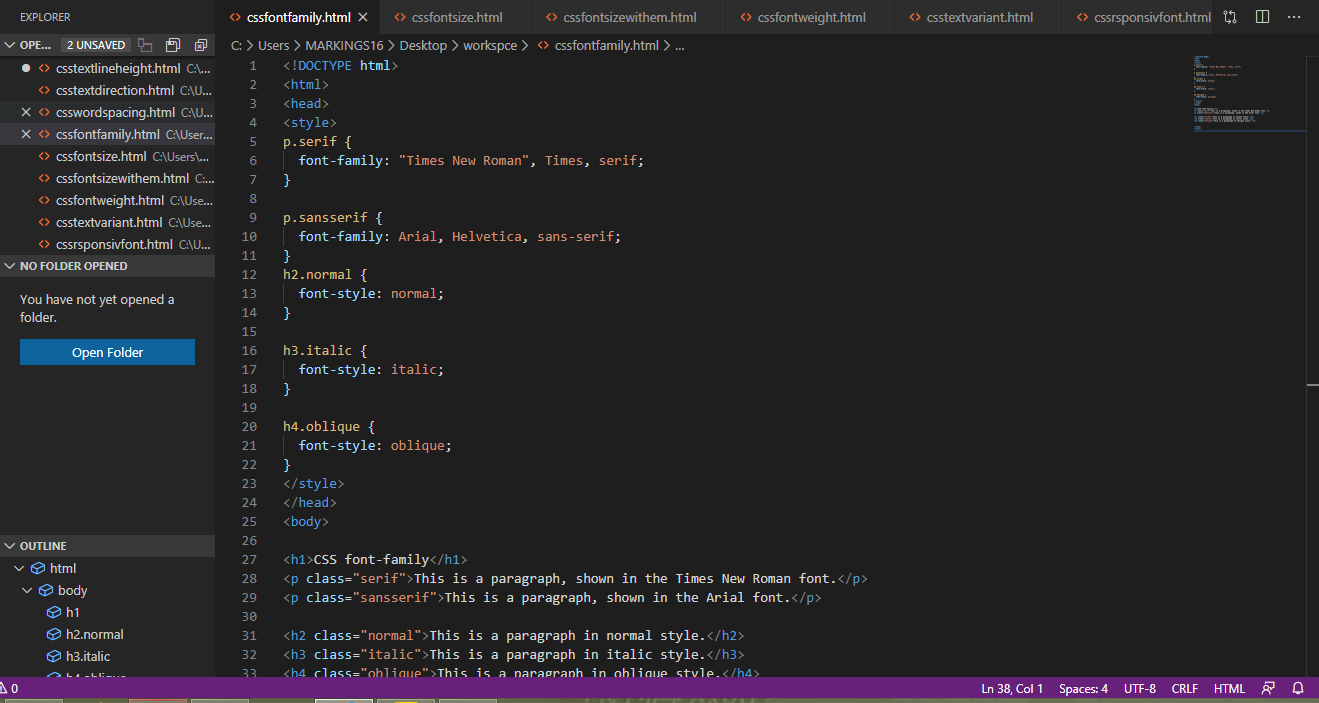 EXPLORER
cssfontfamily.html
cssfontsize.html
cssfontsizewithem.html
cssfontweight.html
csstextvariant.html
cssrsponsivfont.html
OPE... 2 UNSAVED
C: > Users > MARKINGS16 > Desktop > workspce > cssfontfamily.html > ...
csstextlineheight.html C:\...
csstextdirection.html C:\U...
csswordspacing.html C:\U...
cssfontfamily.html C:\User...
cssfontsize.html C:\Users\...
cssfontsizewithem.html C:...
cssfontweight.html C:\Use...
csstextvariant.html C:\Use...
cssrsponsivfont.html C:\U...
NO FOLDER OPENED
You have not yet opened a
folder.
Open Folder
OUTLINE
html
body
h1
h2.normal
h3.italic
h4.oblique
1 <!DOCTYPE html>
2 <html>
3 <head>
4 <style>
5 p.serif {
6 font-family: "Times New Roman", Times, serif;
7 }
8
9 p.sansserif {
10 font-family: Arial, Helvetica, sans-serif;
11 }
12 h2.normal {
13 font-style: normal;
14 }
15
16 h3.italic {
17 font-style: italic;
18 }
19
20 h4.oblique {
21 font-style: oblique;
22 }
23 </style>
24 </head>
25 <body>
26
27 <h1>CSS font-family</h1>
28 <p class="serif">This is a paragraph, shown in the Times New Roman font.</p>
29 <p class="sansserif">This is a paragraph, shown in the Arial font.</p>
30
31 <h2 class="normal">This is a paragraph in normal style.</h2>
32 <h3 class="italic">This is a paragraph in italic style.</h3>
33 <h4 class="oblique">This is a paragraph in oblique style.</h4>
0
Ln 38, Col 1 Spaces: 4 UTF-8 CRLF HTML